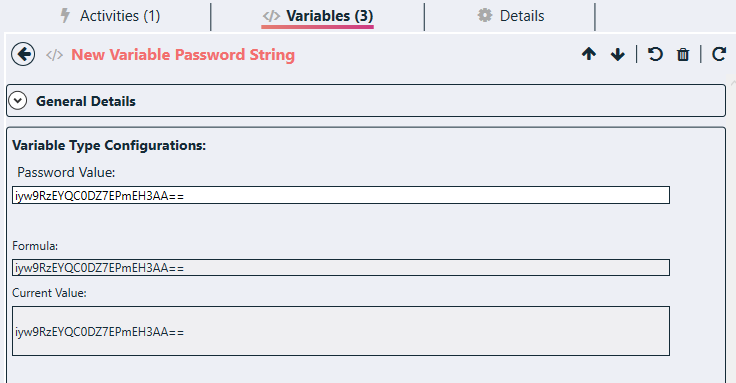 Activities (1)
Variables (3)
Details
New Variable Password String
General Details
Variable Type Configurations:
Password Value:
iyw9RzEYQC0DZ7EPmEH3AA==
Formula:
iyw9RzEYQC0DZ7EPmEH3AA==
Current Value:
iyw9RzEYQC0DZ7EPmEH3AA==